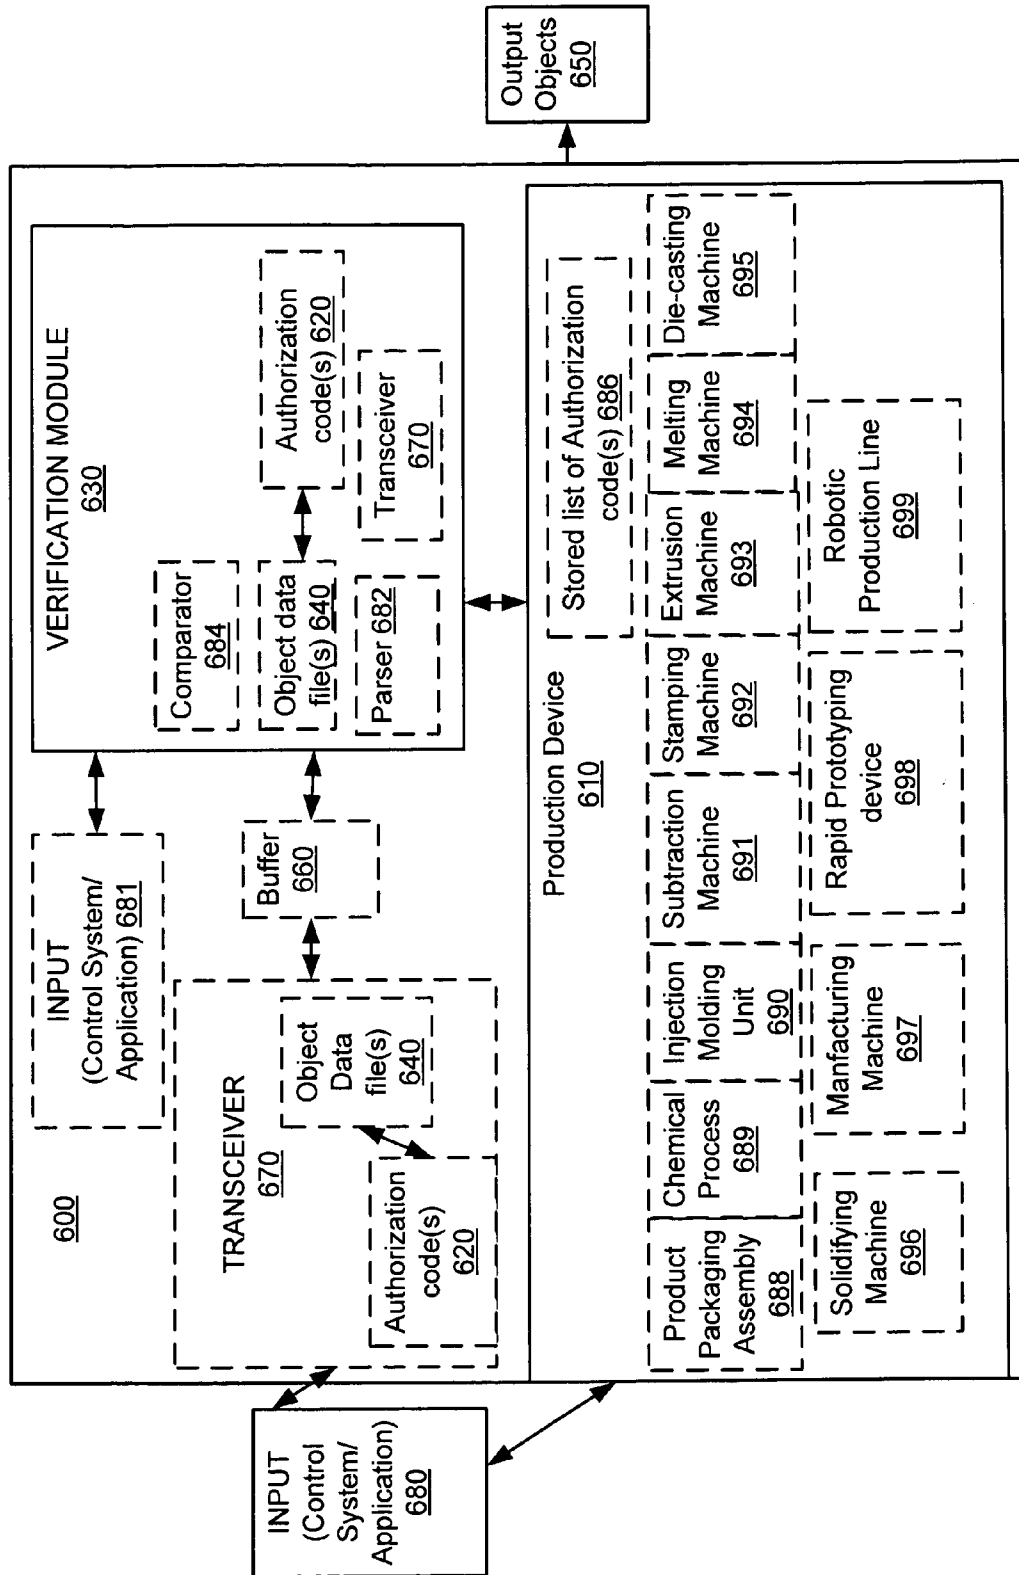 600
INPUT
(Control System/
Application) 681
VERIFICATION MODULE
630
TRANSCEIVER
670
Object
Data
file(s)
640
Authorization
code(s)
620
Buffer
660
Comparator
684
Object data
file(s) 640
Parser 682
Authorization
code(s) 620
Transceiver
670
INPUT
(Control
System/
Application)
680
Output
Objects
650
Production Device
610
Stored list of Authorization
code(s) 686
Product
Packaging
Assembly
688
Chemical
Process
689
Injection
Molding
Unit
690
Subtraction
Machine
691
Stamping
Machine
692
Extrusion
Machine
693
Melting
Machine
694
Die-casting
Machine
695
Solidifying
Machine
696
Manfacturing
Machine
697
Rapid Prototyping
device
698
Robotic
Production Line
699